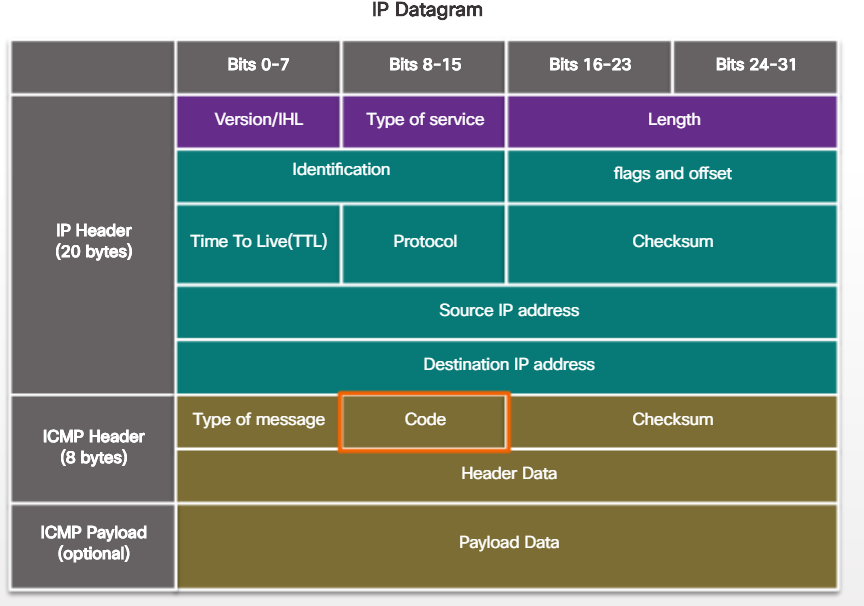 IP Datagram
Bits 0-7 Bits 8-15 Bits 16-23 Bits 24-31
Version/IHL Type of service Length
Identification flags and offset
IP Header
(20 bytes)
Time To Live(TTL) Protocol Checksum
Source IP address
Destination IP address
ICMP Header
(8 bytes)
Type of message Code Checksum
Header Data
ICMP Payload
(optional)
Payload Data